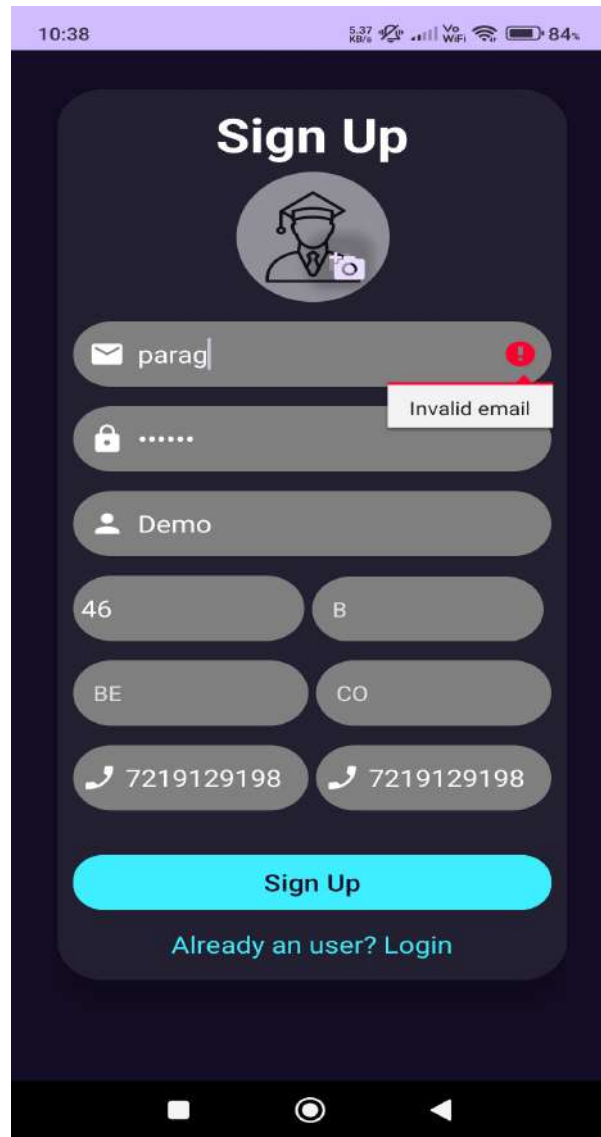 10:38 5.37 KB/s Vo WiFi 84%
Sign Up
parag
Invalid email
••••••
Demo
46 B
BE CO
7219129198 7219129198
Sign Up
Already an user? Login